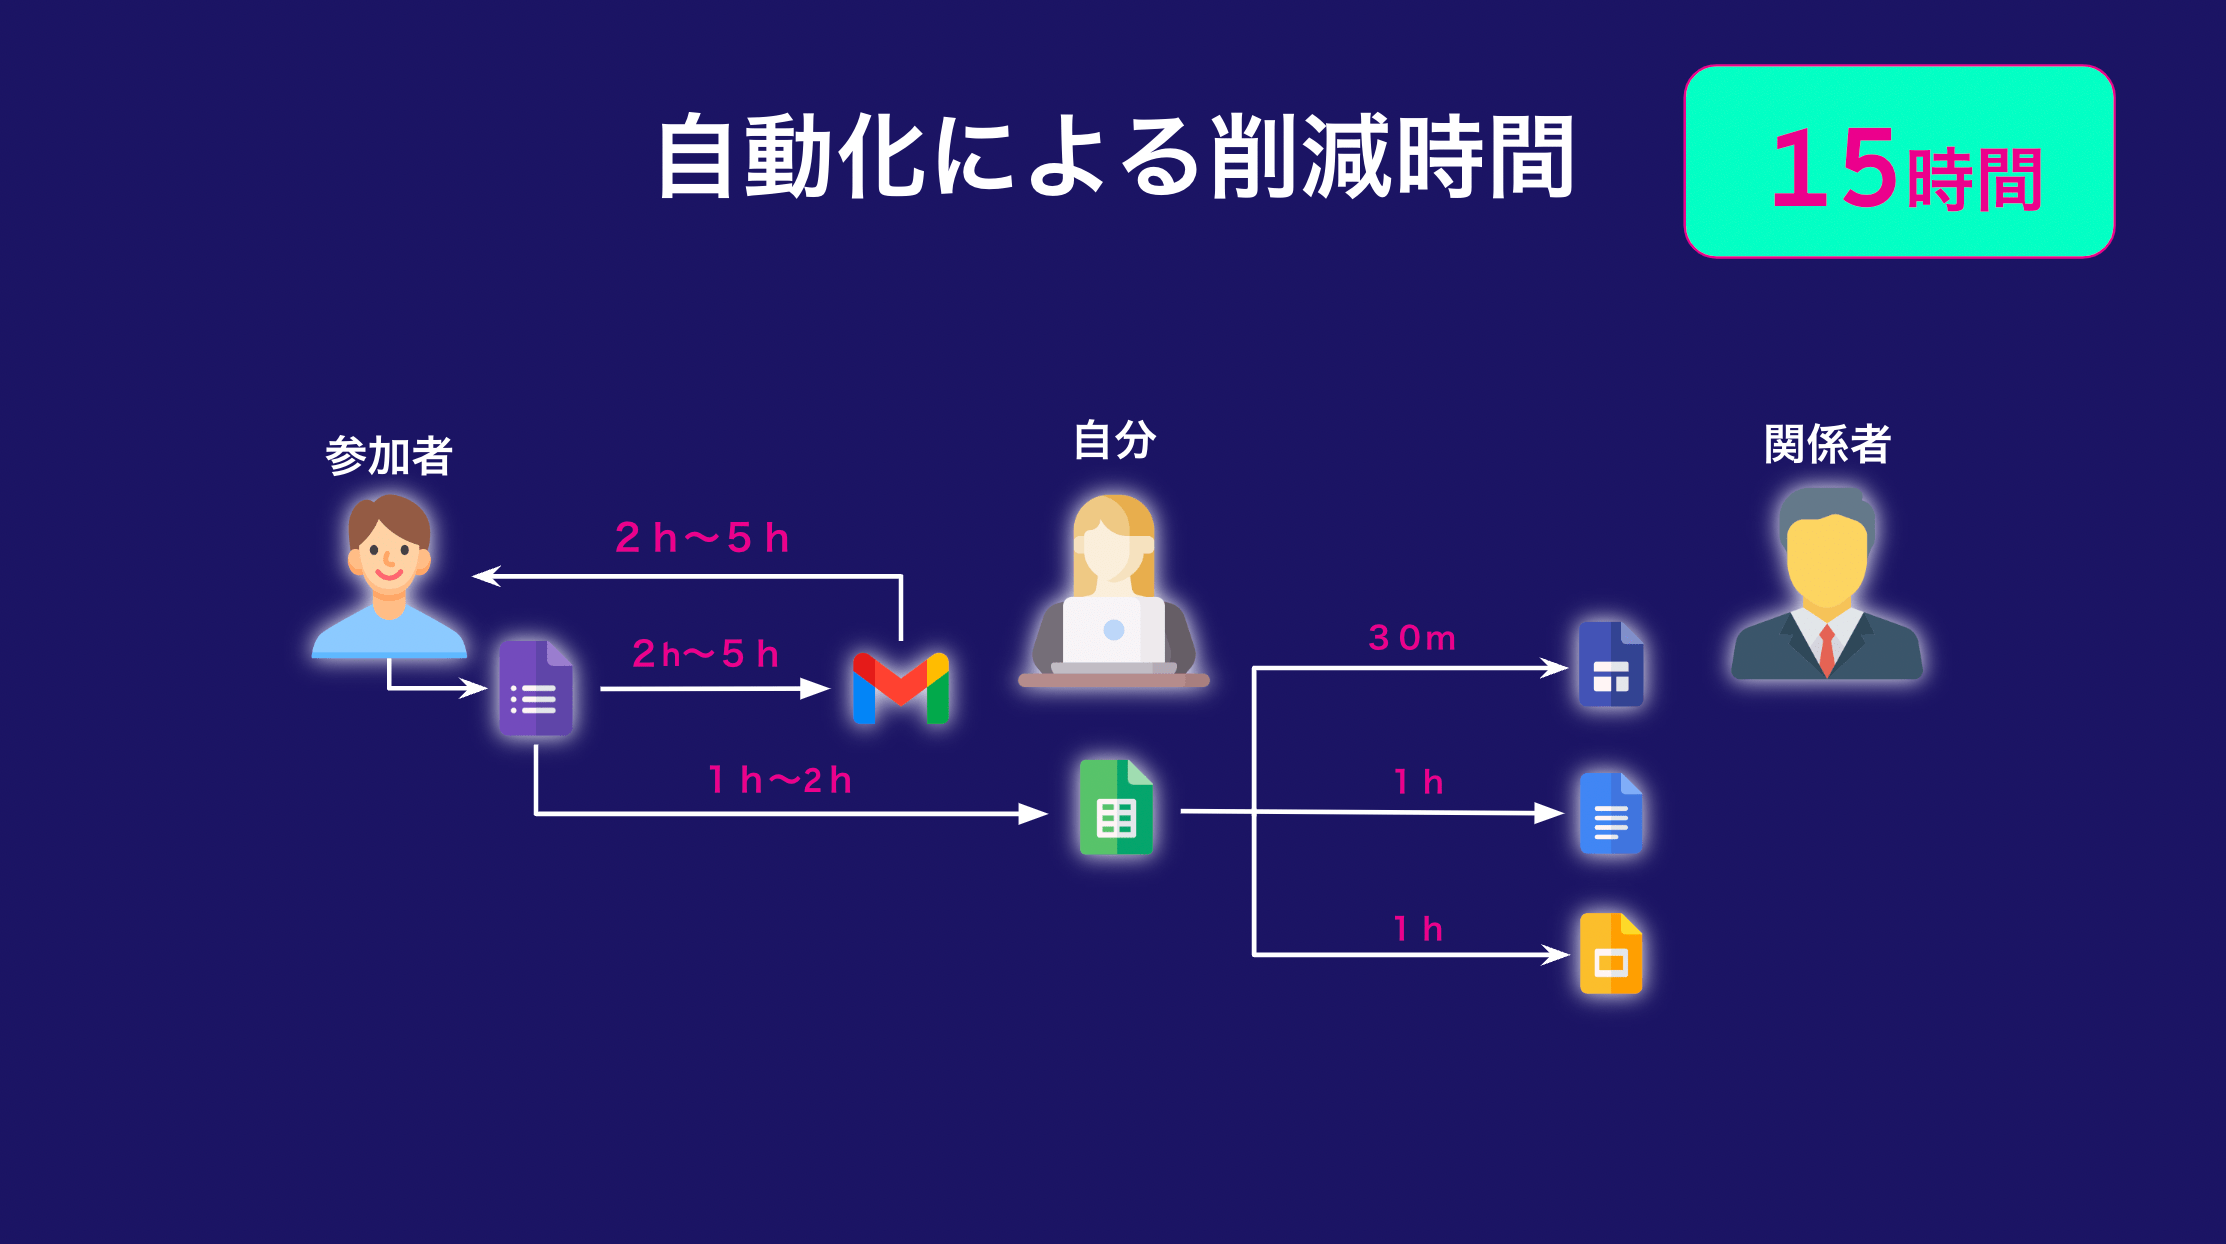 自動化による削減時間
15時間
参加者
自分
関係者
２ｈ〜５ｈ
２h〜５ｈ
１ｈ〜2ｈ
３０ｍ
１ｈ
１ｈ